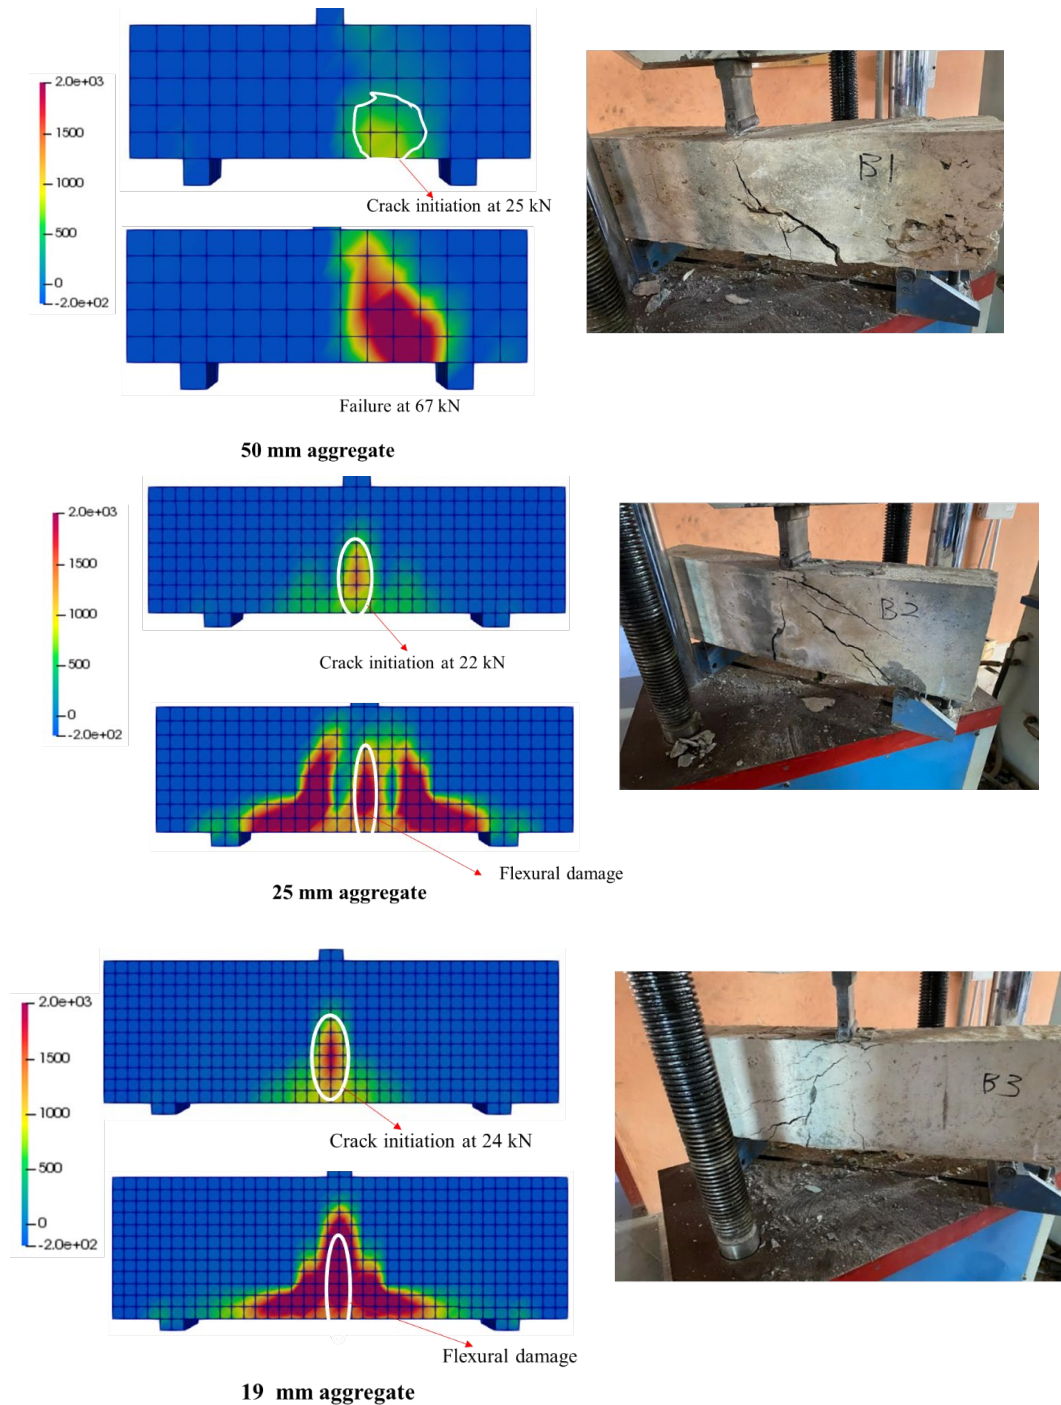 2.0e+03
1500
1000
500
0
-2.0e+02
Crack initiation at 25 kN
B1
Failure at 67 kN
50 mm aggregate
2.0e+03
1500
1000
500
0
-2.0e+02
Crack initiation at 22 kN
B2
Flexural damage
25 mm aggregate
2.0e+03
1500
1000
500
0
-2.0e+02
Crack initiation at 24 kN
B3
Flexural damage
19 mm aggregate